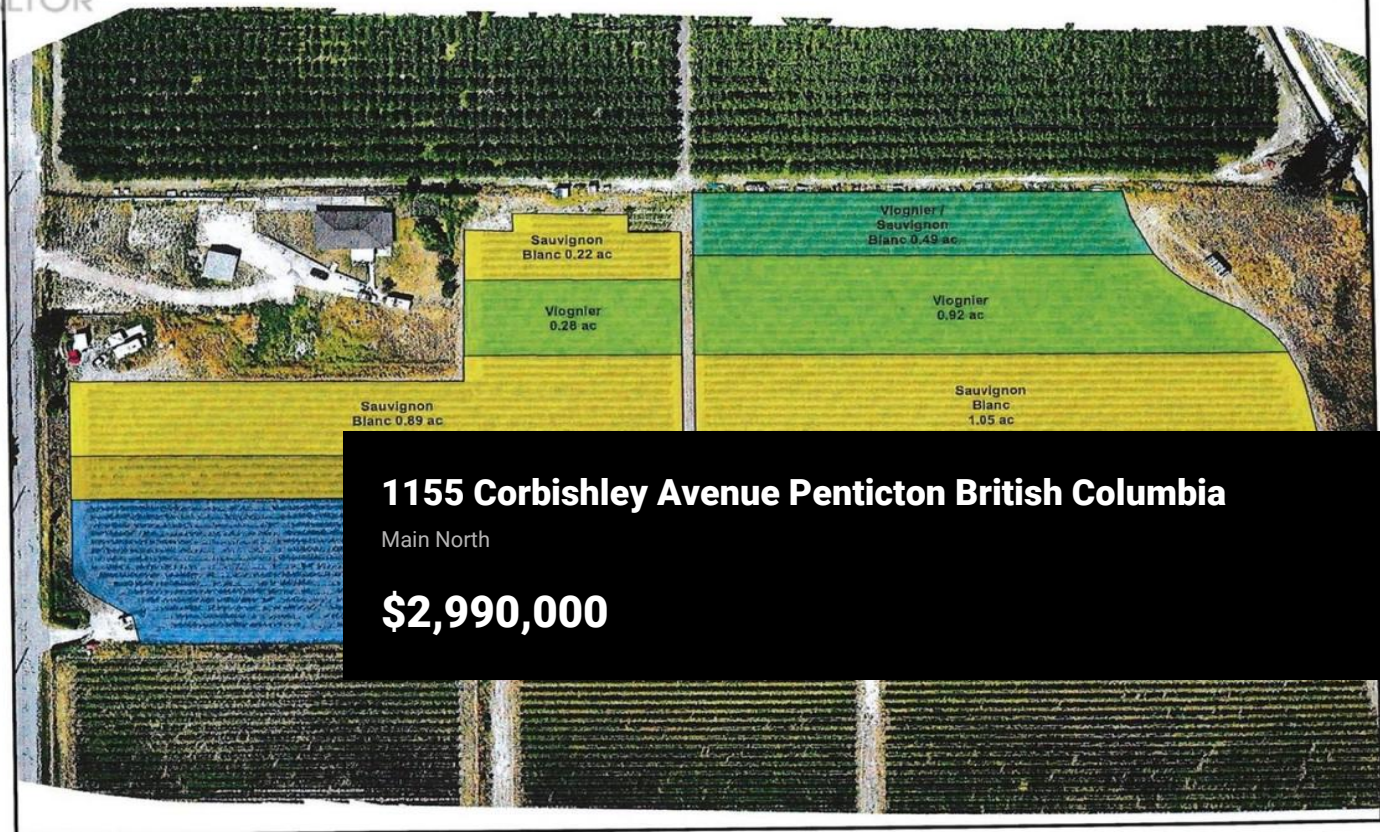 Sauvignon
Blanc 0.22 ac
Viognier
0.28 ac
Viognier /
Sauvignon
Blanc 0.49 ac
Viognier
0.92 ac
Sauvignon
Blanc 0.89 ac
Sauvignon
Blanc
1.05 ac
1155 Corbishley Avenue Penticton British Columbia
Main North
$2,990,000